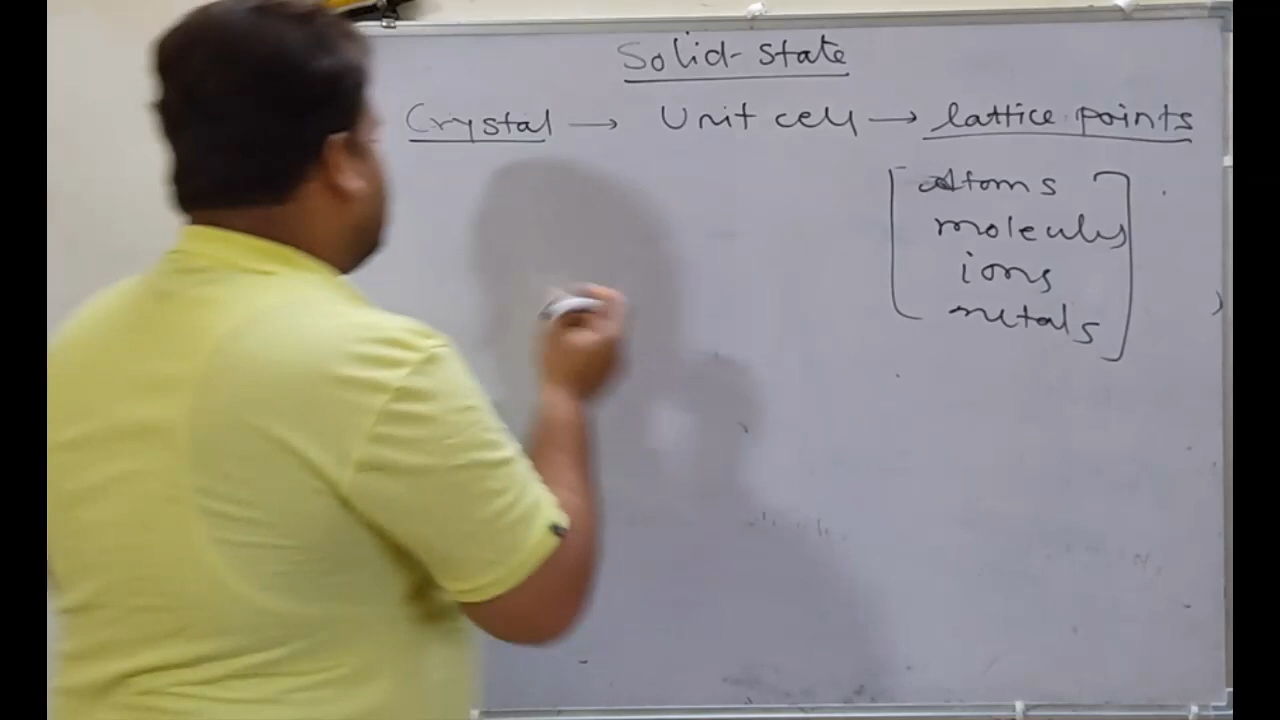 Solid-state
Crystal → Unit cell → lattice points
Atoms
molecules
ions
metals